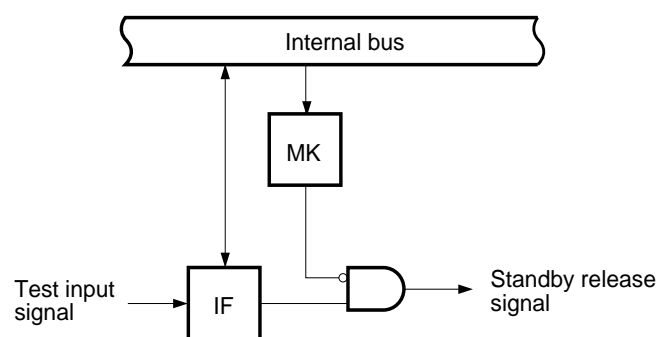 Internal bus
MK
Test input
signal
IF
Standby release
signal